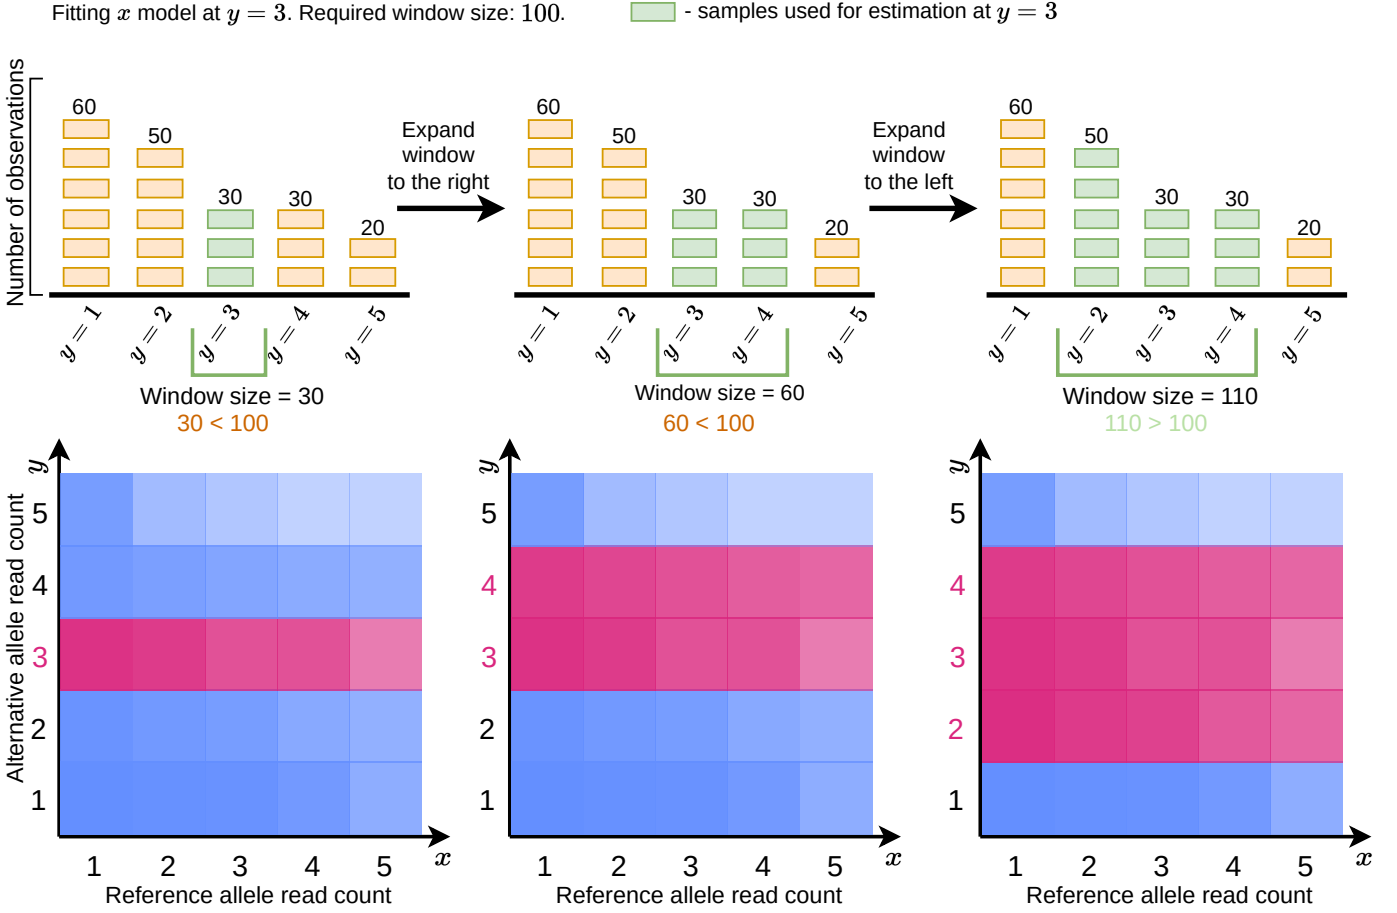 Fitting x model at y = 3. Required window size: 100.
- samples used for estimation at y = 3
Number of observations
60
50
30
30
20
y = 1
y = 2
y = 3
y = 4
y = 5
Window size = 30
30 < 100
Expand
window
to the right
60
50
30
30
20
y = 1
y = 2
y = 3
y = 4
y = 5
Window size = 60
60 < 100
Expand
window
to the left
60
50
30
30
20
y = 1
y = 2
y = 3
y = 4
y = 5
Window size = 110
110 > 100
Alternative allele read count
y
5
4
3
2
1
1 2 3 4 5
x
Reference allele read count
y
5
4
3
2
1
1 2 3 4 5
x
Reference allele read count
y
5
4
3
2
1
1 2 3 4 5
x
Reference allele read count